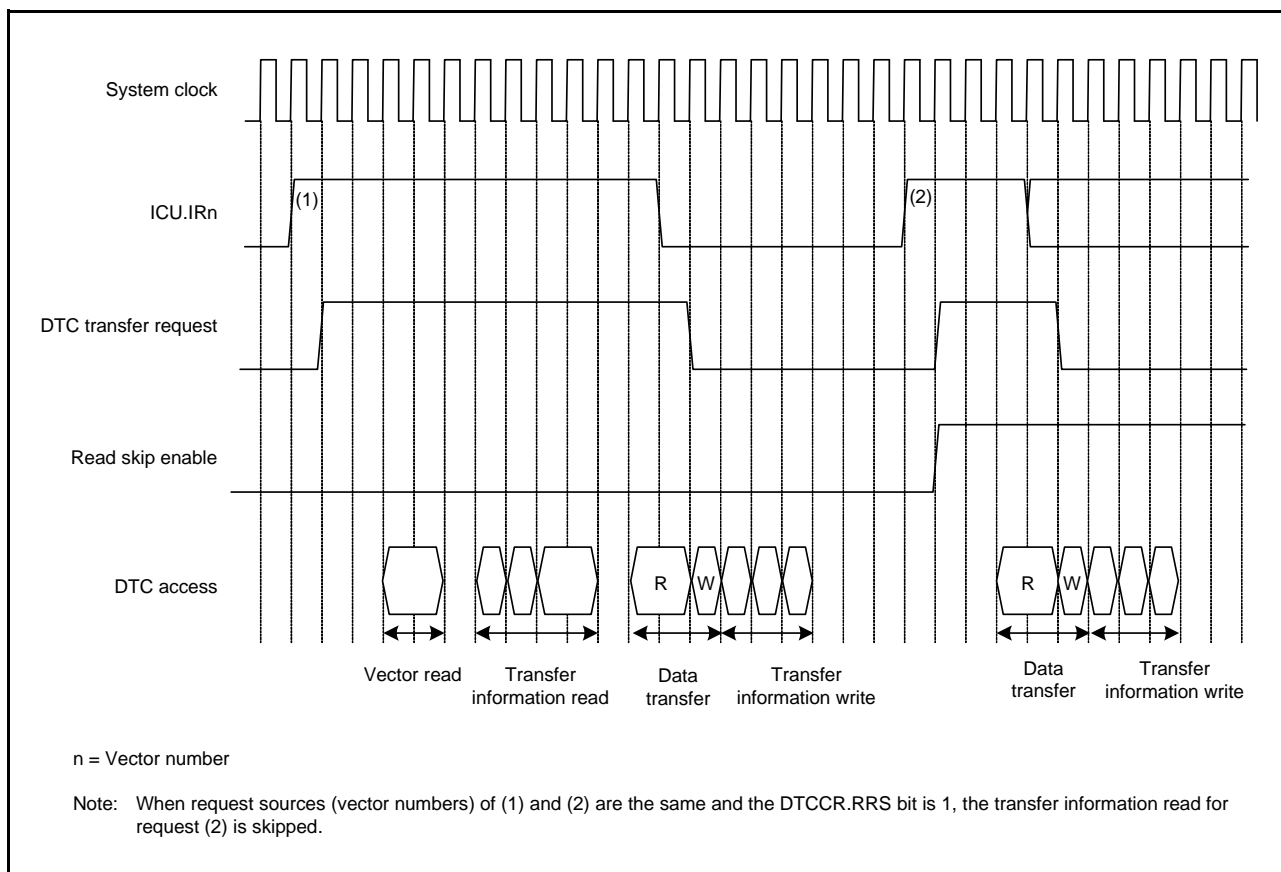 System clock
ICU.IRn
(1)
(2)
DTC transfer request
Read skip enable
DTC access
R
W
R
W
Vector read
Transfer
information read
Data
transfer
Transfer
information write
Data
transfer
Transfer
information write
n = Vector number
Note: When request sources (vector numbers) of (1) and (2) are the same and the DTCCR.RRS bit is 1, the transfer information read for
request (2) is skipped.